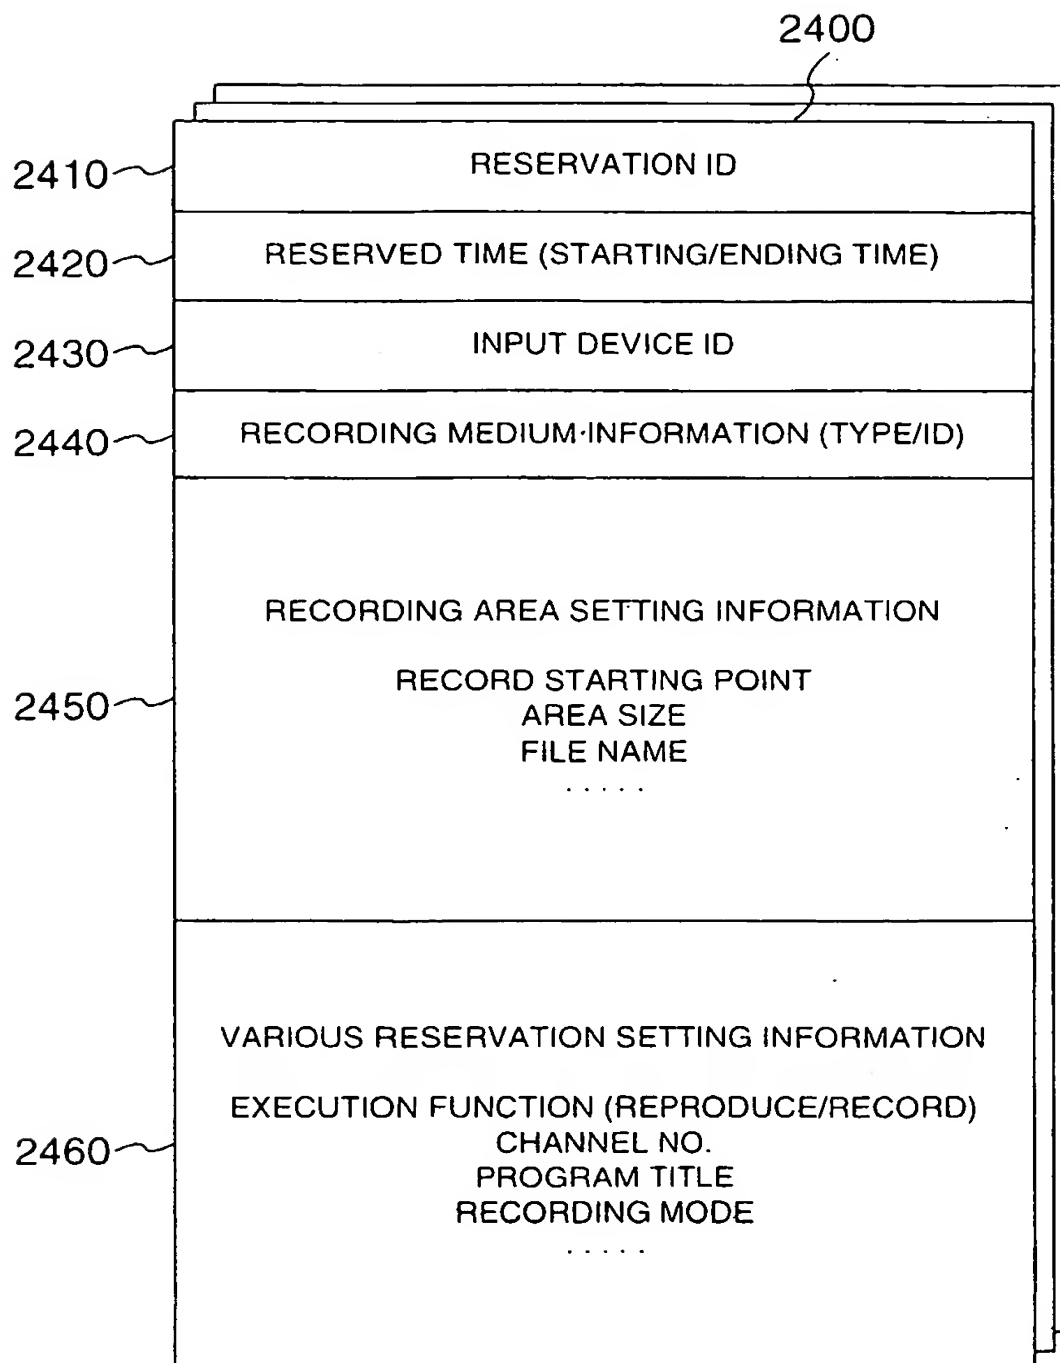 2400
2410
RESERVATION ID
2420
RESERVED TIME (STARTING/ENDING TIME)
2430
INPUT DEVICE ID
2440
RECORDING MEDIUM·INFORMATION (TYPE/ID)
RECORDING AREA SETTING INFORMATION
RECORD STARTING POINT
2450
AREA SIZE
FILE NAME
. . . . .
VARIOUS RESERVATION SETTING INFORMATION
EXECUTION FUNCTION (REPRODUCE/RECORD)
2460
CHANNEL NO.
PROGRAM TITLE
RECORDING MODE
. . . . .